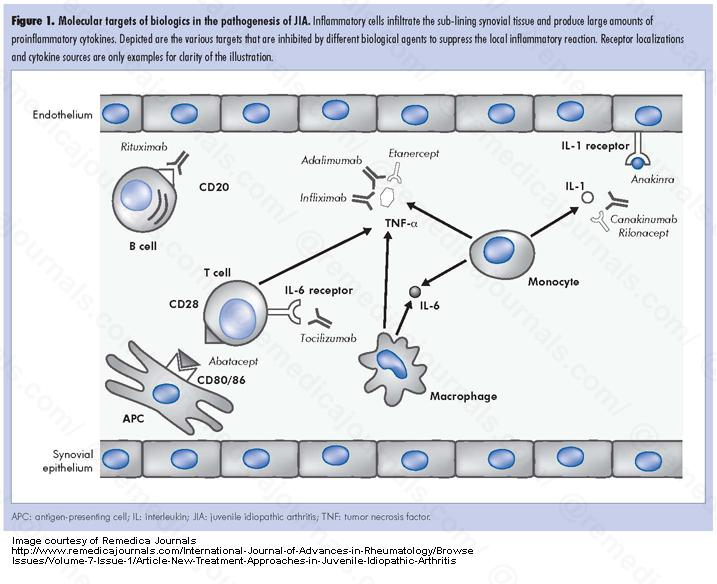 Figure 1. Molecular targets of biologics in the pathogenesis of JIA. Inflammatory cells infiltrate the sub-lining synovial tissue and produce large amounts of
proinflammatory cytokines. Depicted are the various targets that are inhibited by different biological agents to suppress the local inflammatory reaction. Receptor localizations
and cytokine sources are only examples for clarity of the illustration.
Endothelium
Rituximab
CD20
B cell
Adalimumab
Etanercept
Infliximab
TNF-α
IL-1 receptor
Anakinra
IL-1
Canakinumab
Rilonacept
Monocyte
T cell
CD28
IL-6 receptor
Tocilizumab
IL-6
Abatacept
CD80/86
APC
Macrophage
Synovial
epithelium
APC: antigen-presenting cell; IL: interleukin; JIA: juvenile idiopathic arthritis; TNF: tumor necrosis factor.
Image courtesy of Remedica Journals
http://www.remedicajournals.com/International-Journal-of-Advances-in-Rheumatology/Browse
Issues/Volume-7-Issue-1/Article-New-Treatment-Approaches-in-Juvenile-Idiopathic-Arthritis